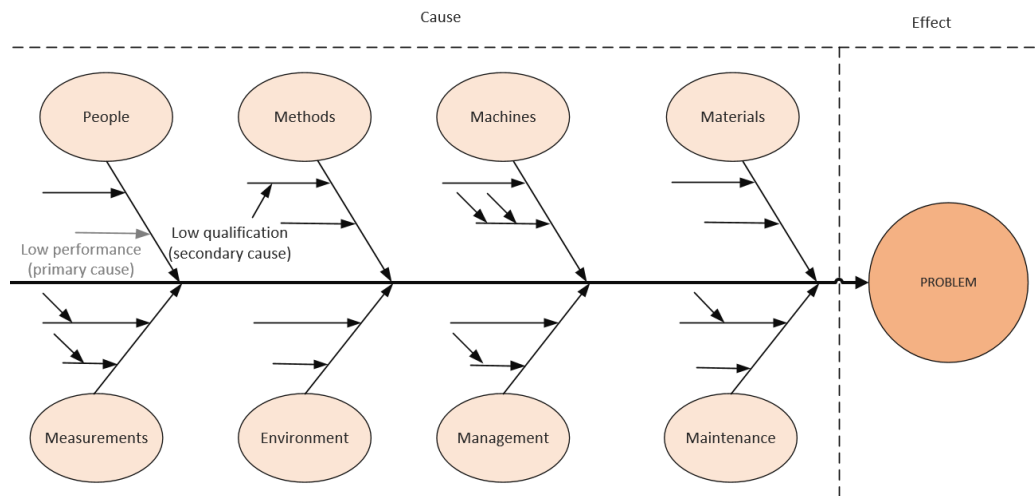 Cause
Effect
People
Methods
Machines
Materials
Low performance
(primary cause)
Low qualification
(secondary cause)
PROBLEM
Measurements
Environment
Management
Maintenance